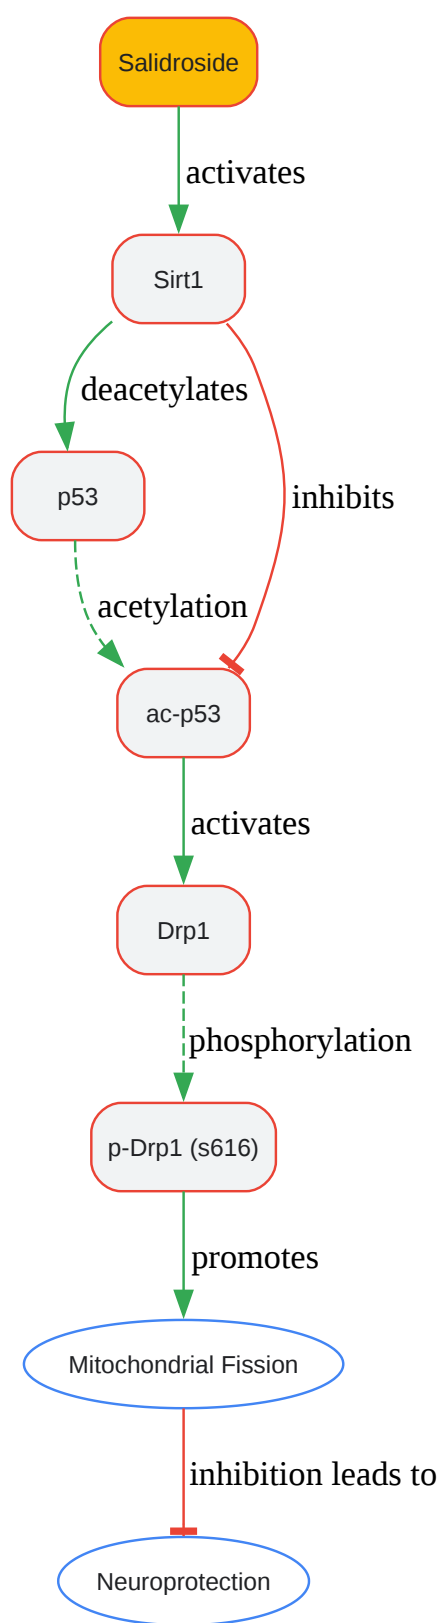 Salidroside
activates
Sirt1
deacetylates
p53
inhibits
acetylation
ac-p53
activates
Drp1
phosphorylation
p-Drp1 (s616)
promotes
Mitochondrial Fission
inhibition leads to
Neuroprotection